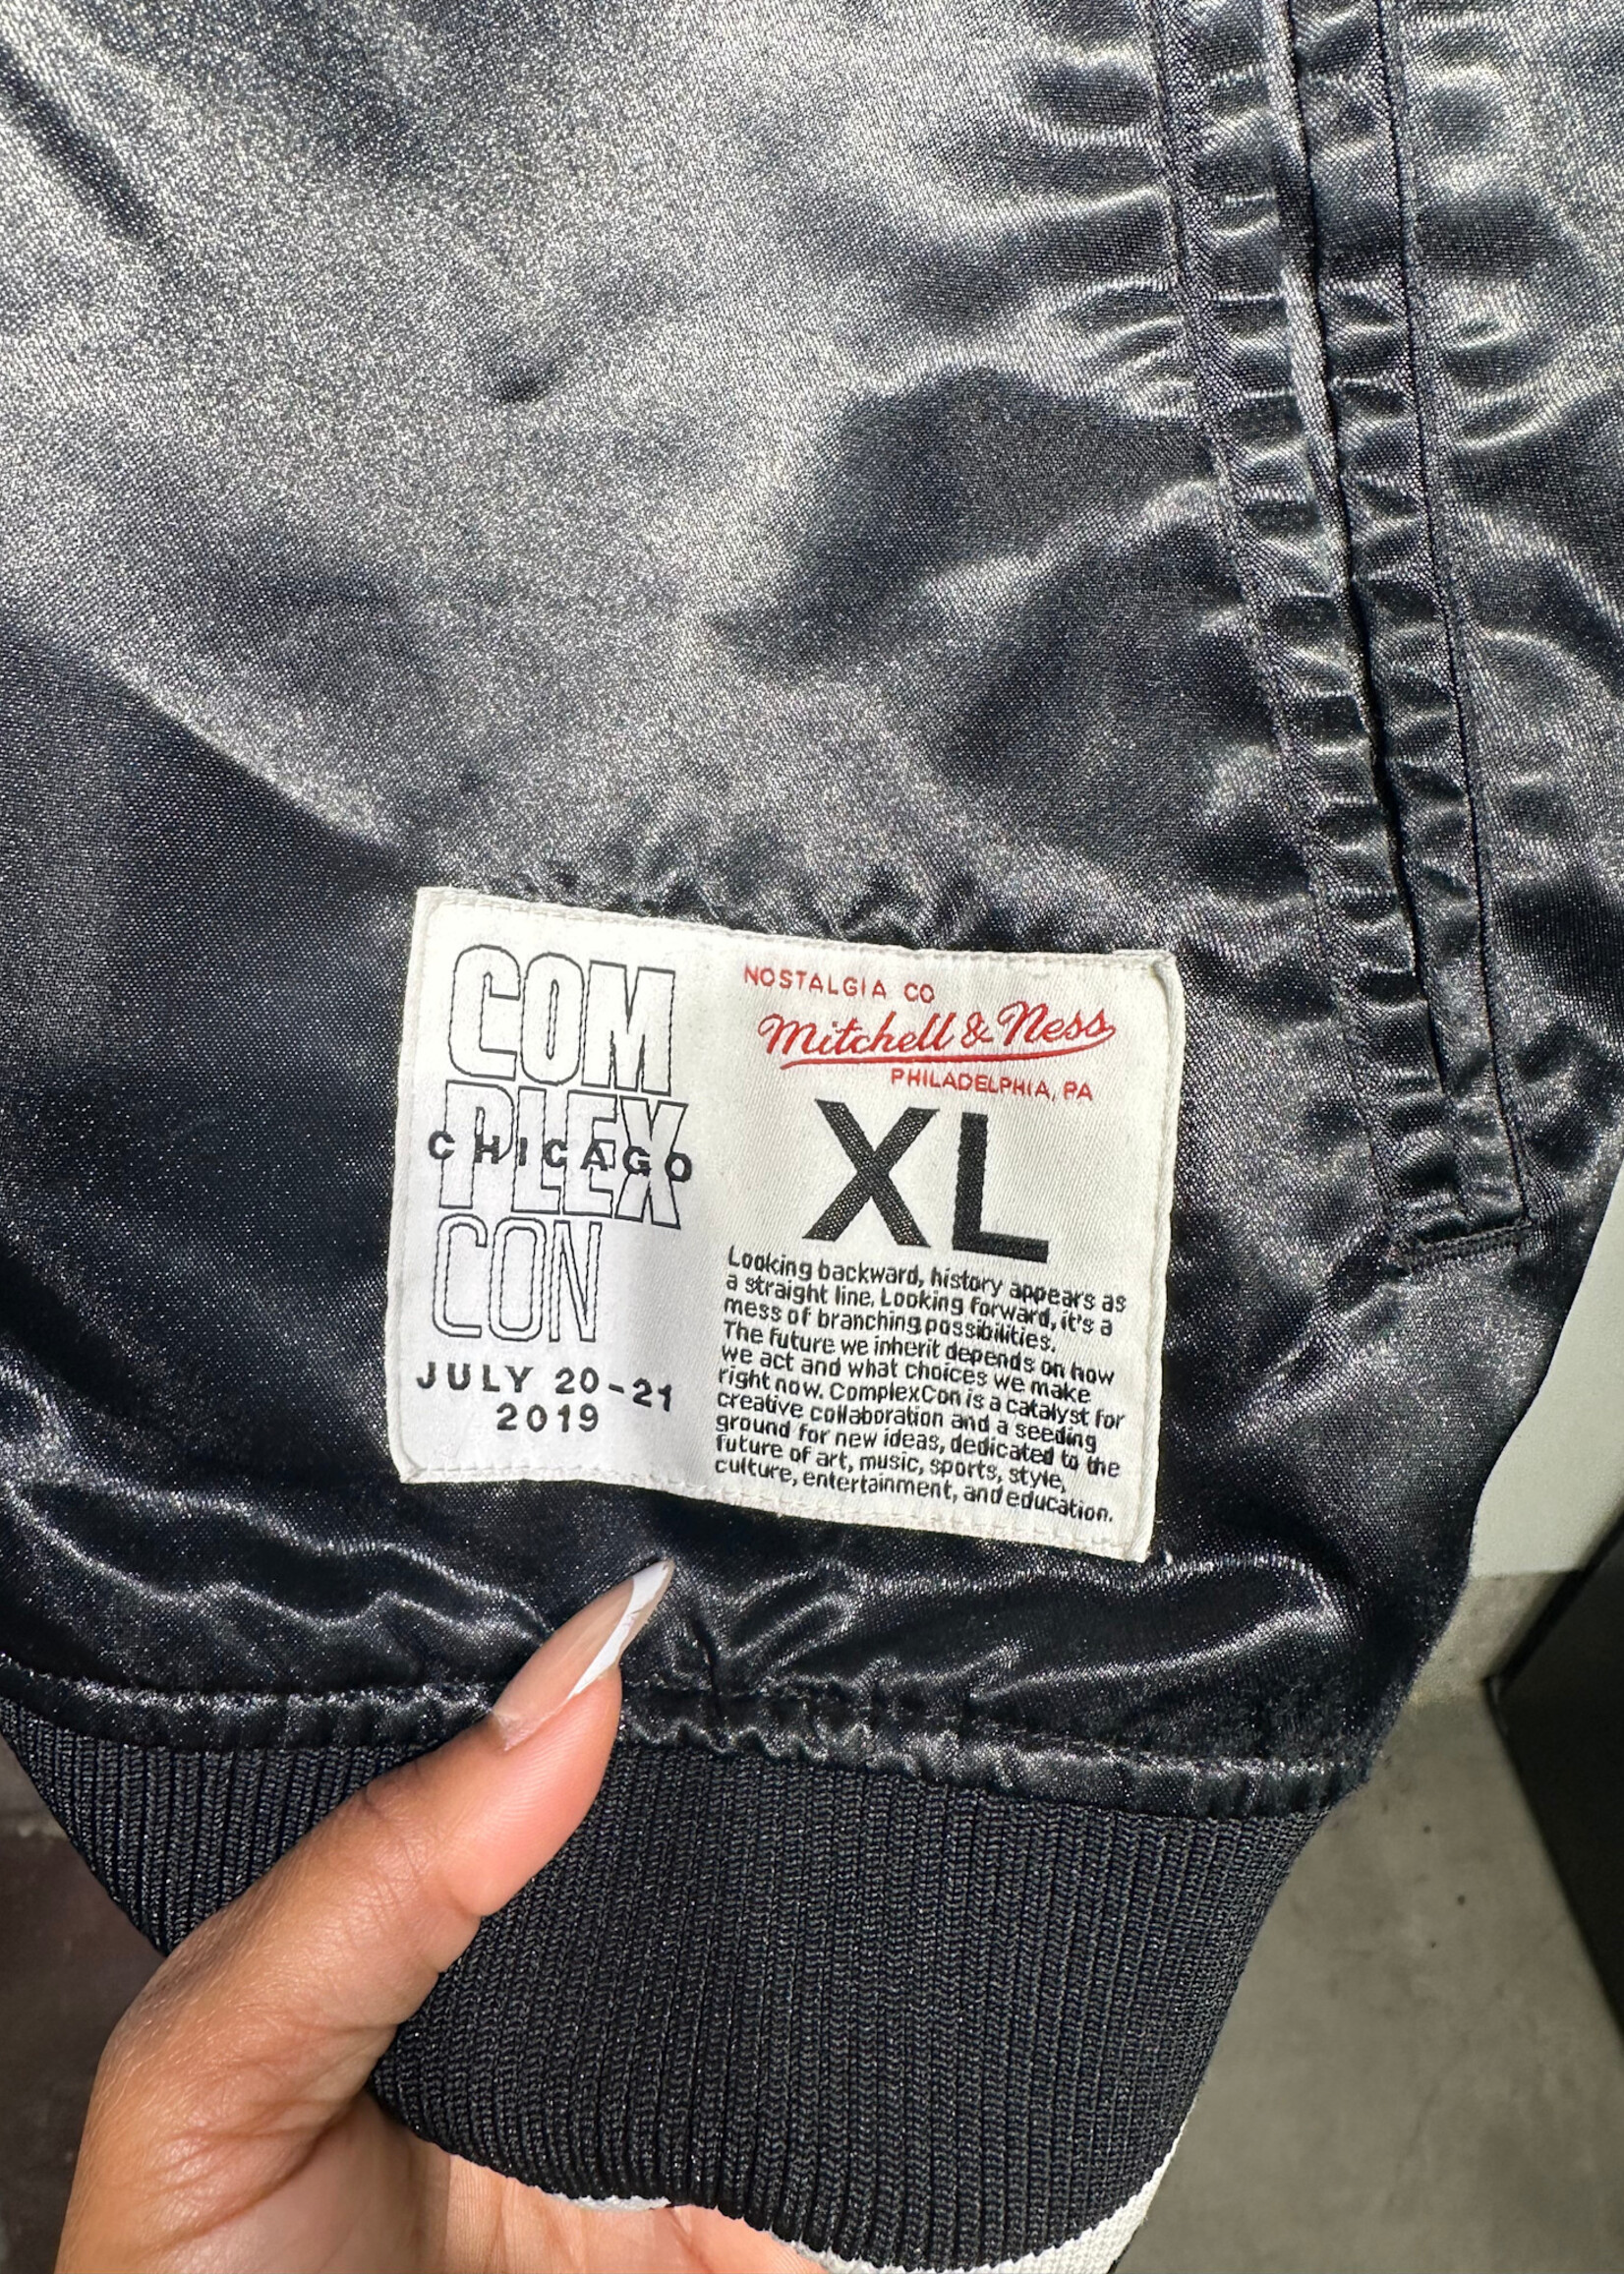 COM
PLEX
CHICAGO
CON
JULY 20-21
2019
NOSTALGIA CO
Mitchell & Ness
PHILADELPHIA, PA
XL
Looking backward, history appears as
a straight line. Looking forward, it's a
mess of branching possibilities.
The future we inherit depends on how
we act and what choices we make
right now. ComplexCon is a catalyst for
creative collaboration and a seeding
ground for new ideas, dedicated to the
future of art, music, sports, style,
culture, entertainment, and education.